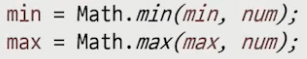 min = Math.min(min, num);
max = Math.max(max, num);